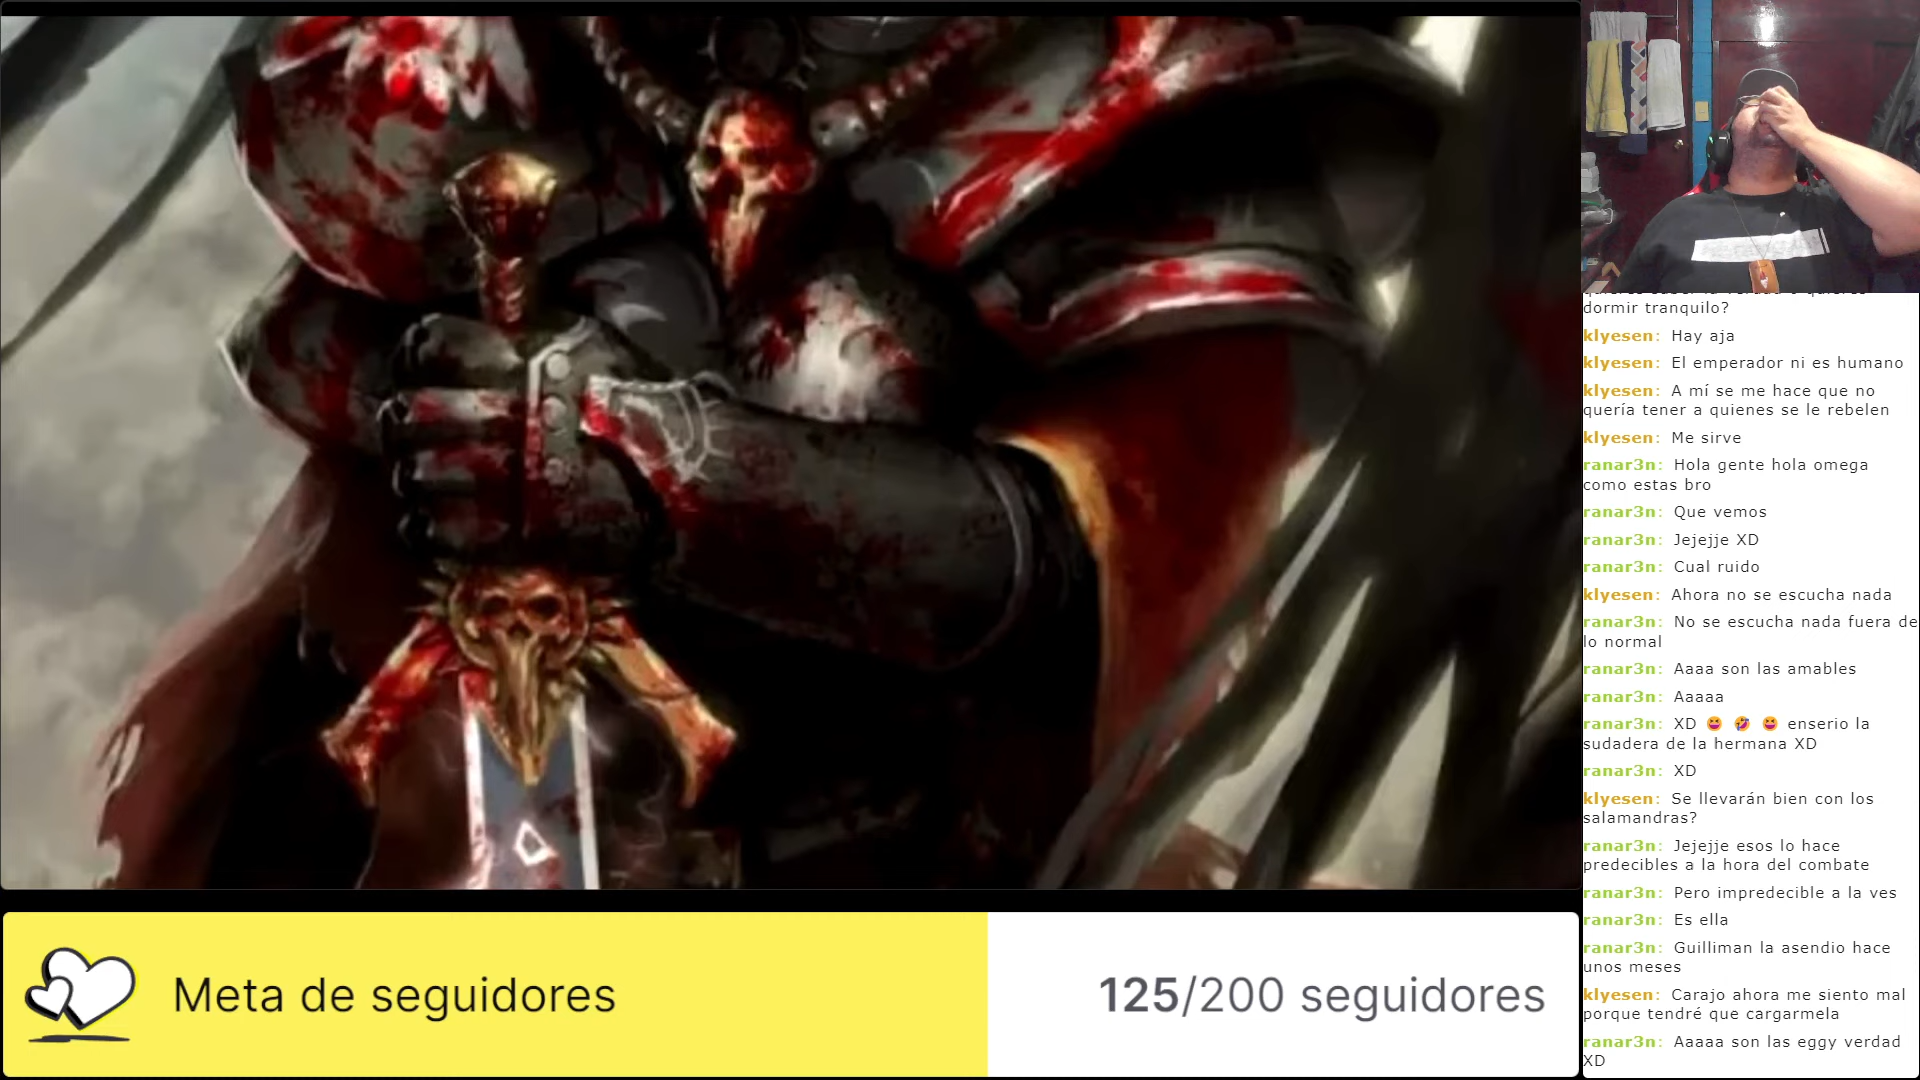 dormir tranquilo?
klyesen: Hay aja
klyesen: El emperador ni es humano
klyesen: A mí se me hace que no
quería tener a quienes se le rebelen
klyesen: Me sirve
ranar3n: Hola gente hola omega
como estas bro
ranar3n: Que vemos
ranar3n: Jejejje XD
ranar3n: Cual ruido
klyesen: Ahora no se escucha nada
ranar3n: No se escucha nada fuera de
lo normal
ranar3n: Aaaa son las amables
ranar3n: Aaaaa
ranar3n: XD 😆 🤣 😆 enserio la
sudadera de la hermana XD
ranar3n: XD
klyesen: Se llevarán bien con los
salamandras?
ranar3n: Jejejje esos lo hace
predecibles a la hora del combate
ranar3n: Pero impredecible a la ves
ranar3n: Es ella
ranar3n: Guilliman la asendio hace
unos meses
klyesen: Carajo ahora me siento mal
porque tendré que cargarmela
ranar3n: Aaaaa son las eggy verdad
XD
Meta de seguidores
125/200 seguidores